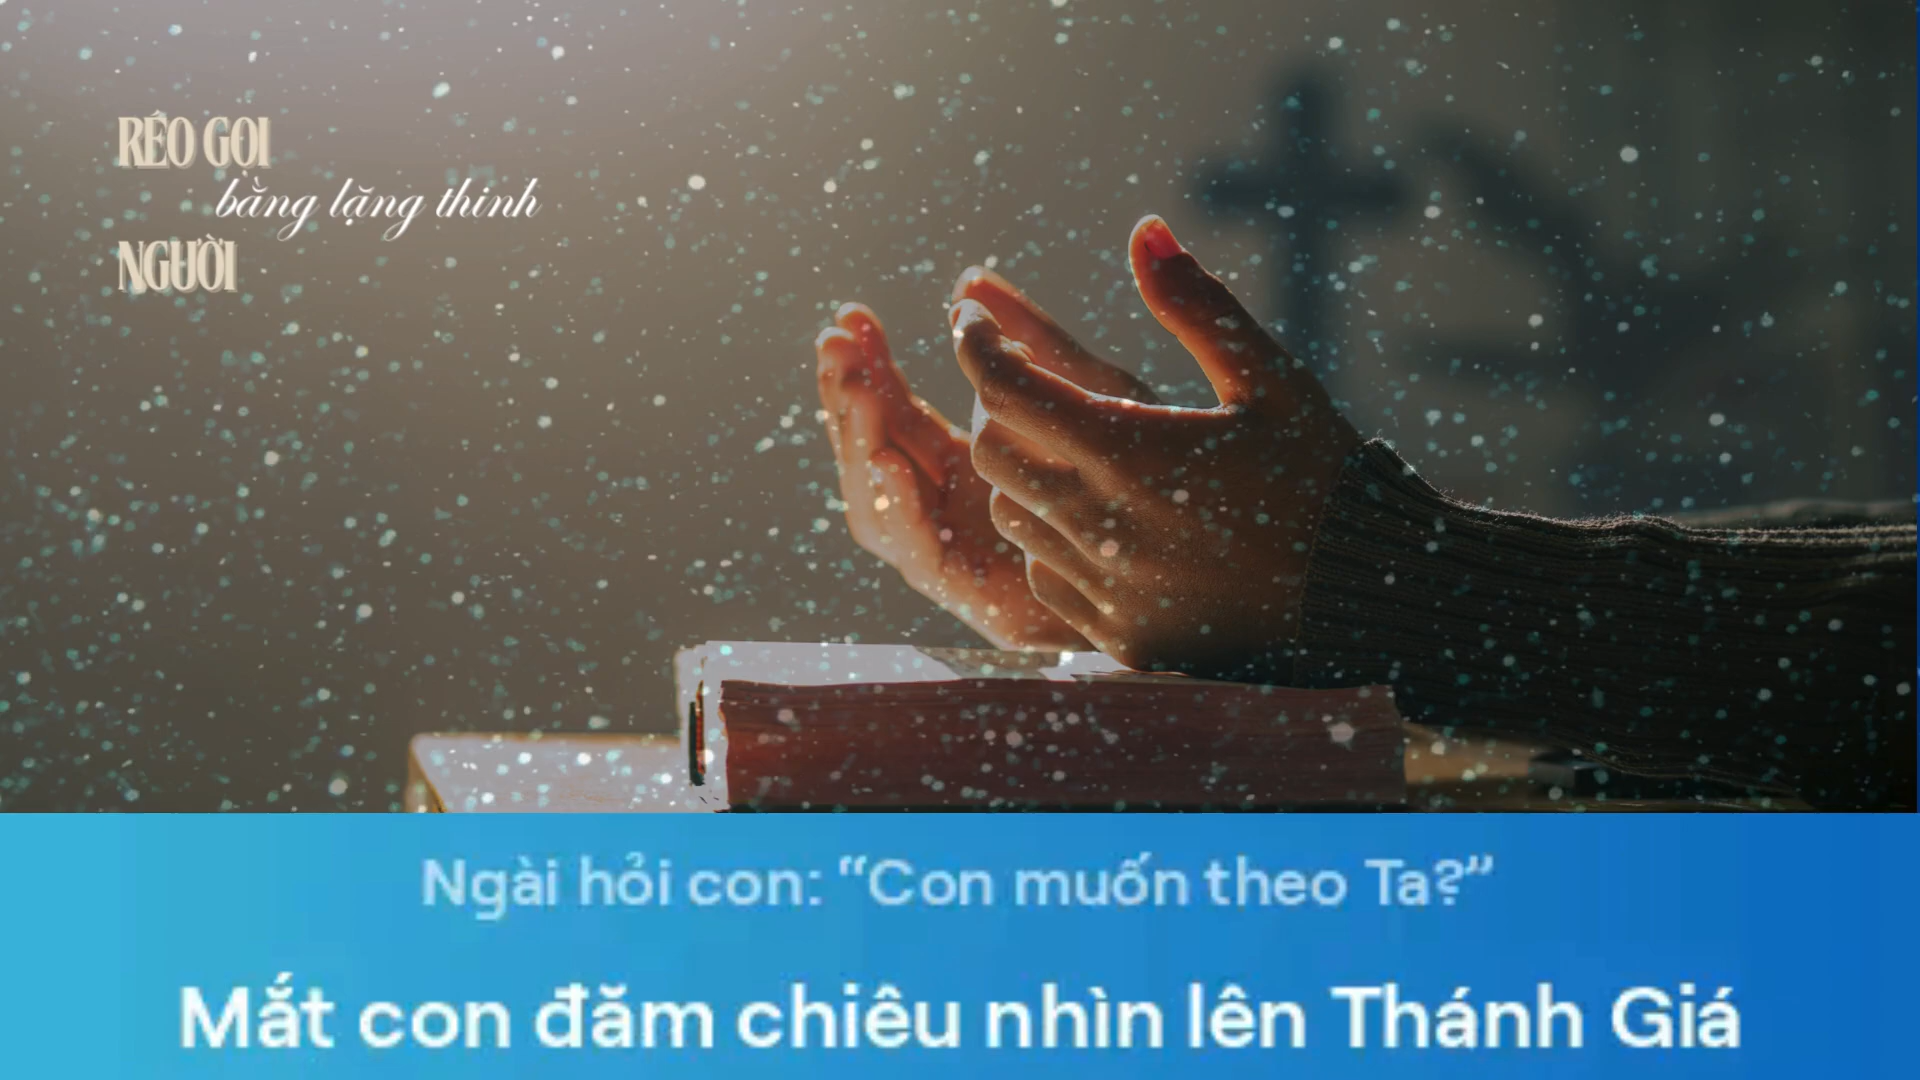 RÉO GỌI
bằng lặng thinh
NGƯỜI
Ngài hỏi con: “Con muốn theo Ta?”
Mắt con đăm chiêu nhìn lên Thánh Giá